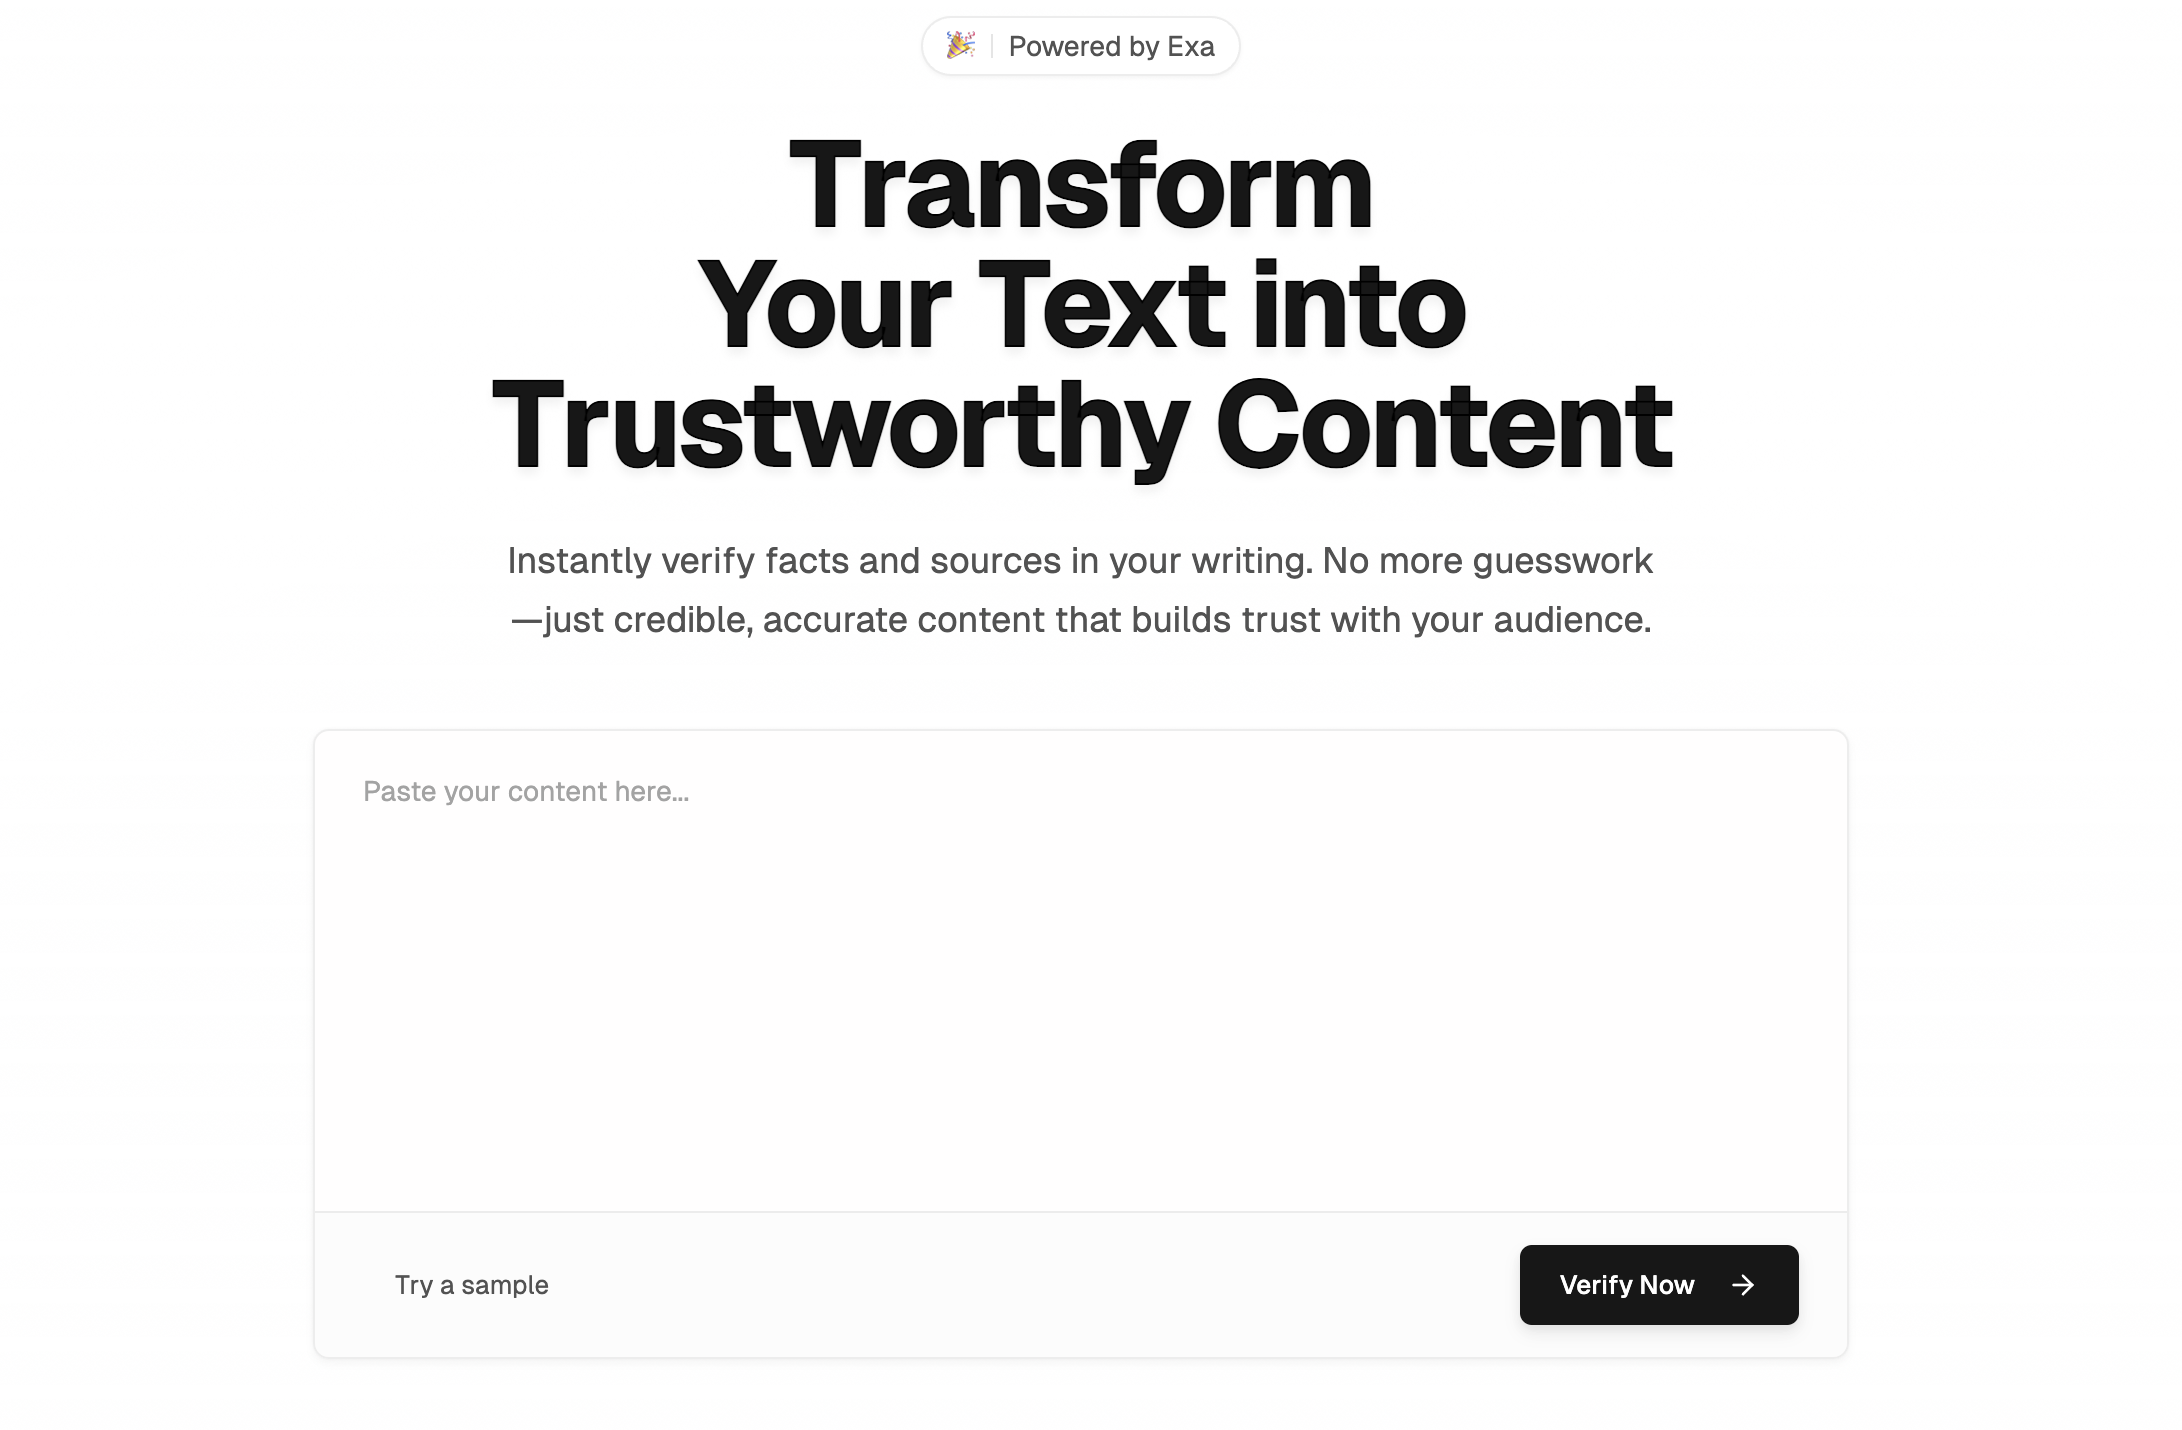 Powered by Exa
Transform
Your Text into
Trustworthy Content
Instantly verify facts and sources in your writing. No more guesswork
—just credible, accurate content that builds trust with your audience.
Paste your content here...
Try a sample
Verify Now